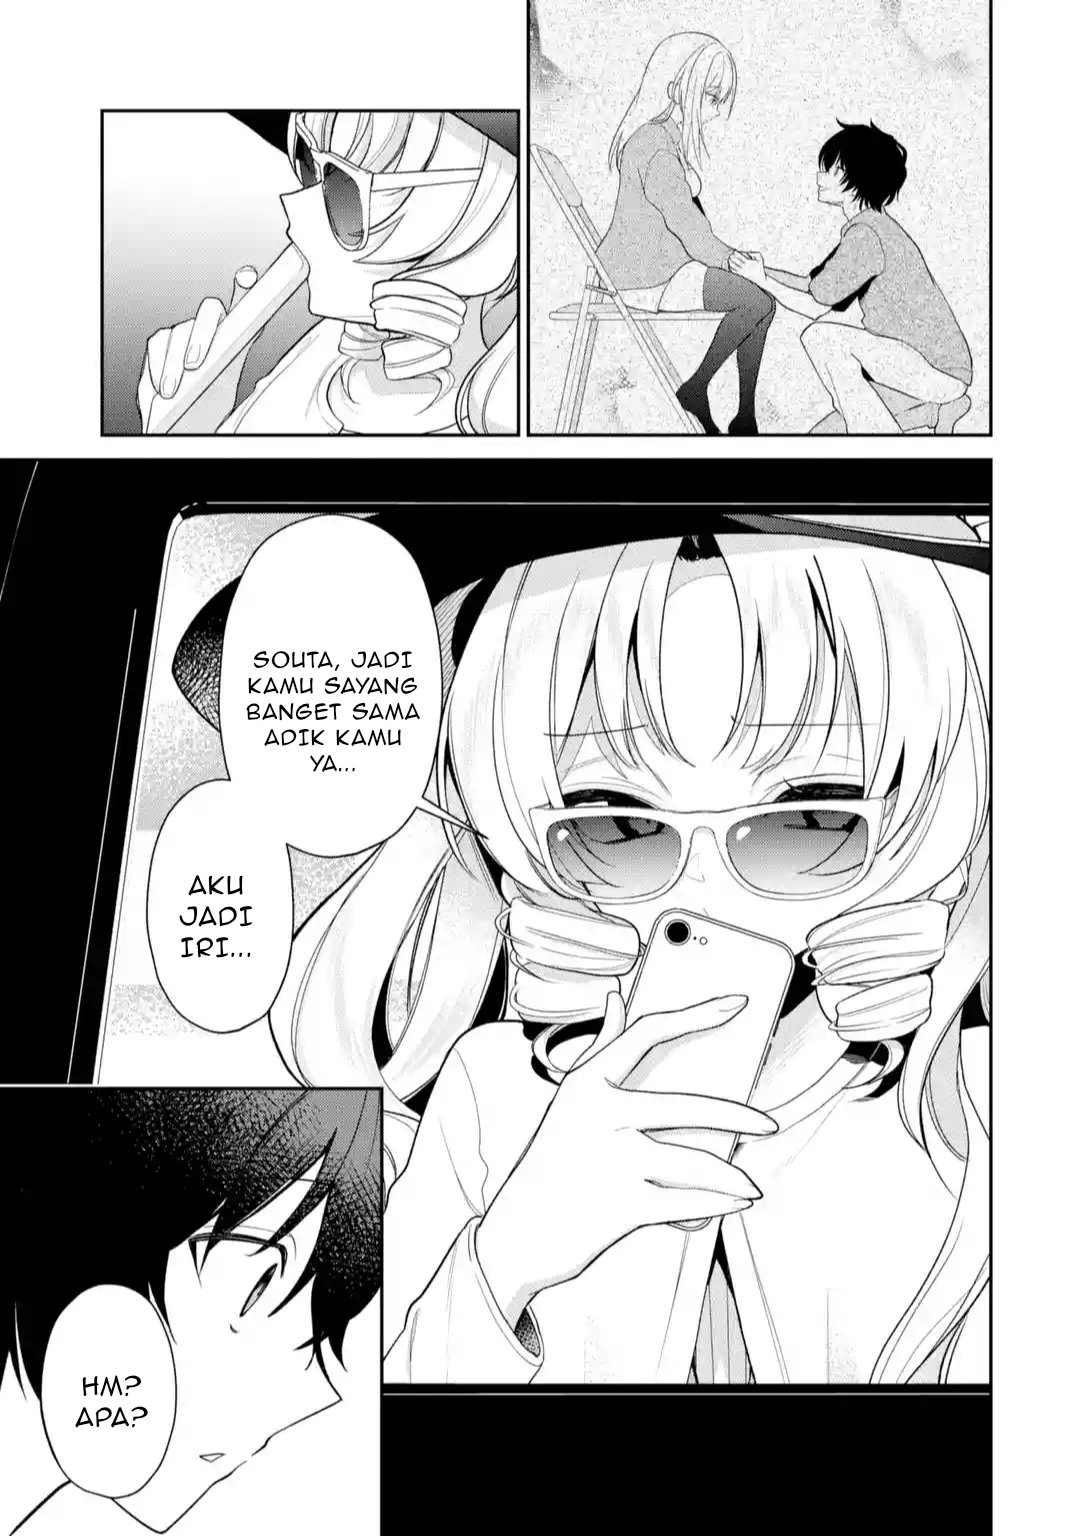 SOUTA, JADI
KAMU SAYANG
BANGET SAMA
ADIK KAMU
YA...
AKU
JADI
IRI...
HM?
APA?